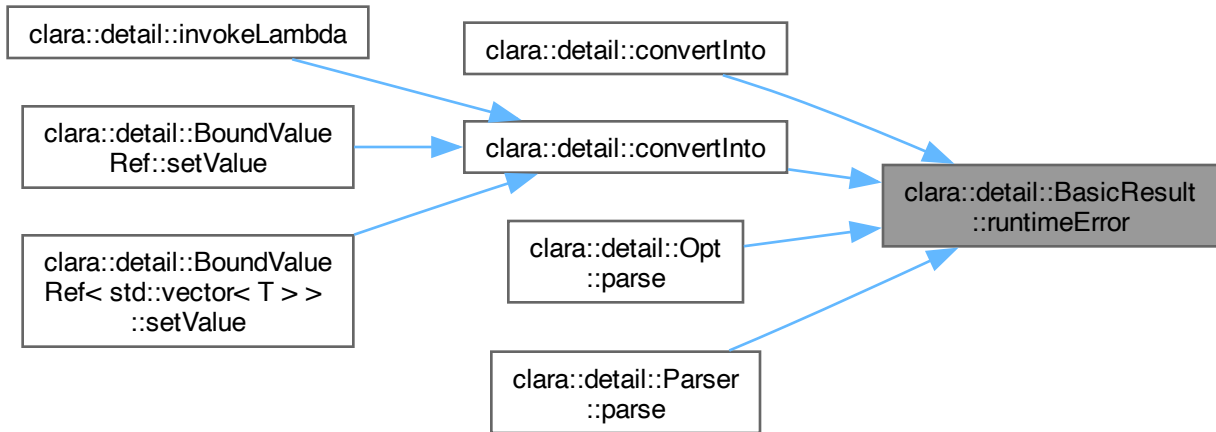 clara::detail::invokeLambda
clara::detail::BoundValue
Ref::setValue
clara::detail::BoundValue
Ref< std::vector< T > >
::setValue
clara::detail::convertInto
clara::detail::convertInto
clara::detail::Opt
::parse
clara::detail::Parser
::parse
clara::detail::BasicResult
::runtimeError